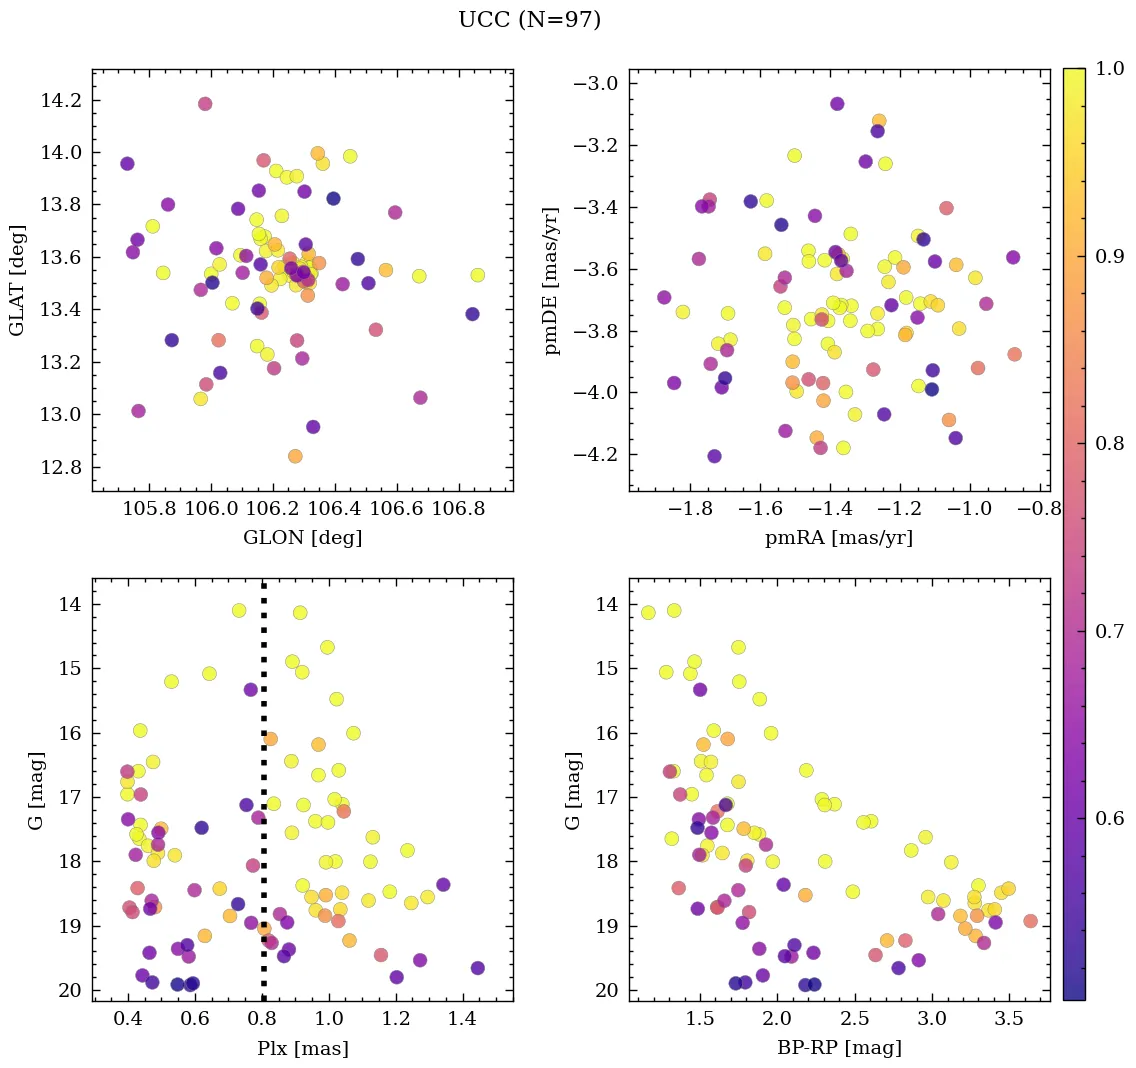 UCC (N=97)
14.2
14.0
13.8
13.6
13.4
13.2
13.0
12.8
GLAT [deg]
105.8 106.0 106.2 106.4 106.6 106.8
GLON [deg]
−3.0
−3.2
−3.4
−3.6
−3.8
−4.0
−4.2
pmDE [mas/yr]
−1.8 −1.6 −1.4 −1.2 −1.0 −0.8
pmRA [mas/yr]
1.0
0.9
0.8
0.7
0.6
14
15
16
17
18
19
20
G [mag]
0.4 0.6 0.8 1.0 1.2 1.4
Plx [mas]
14
15
16
17
18
19
20
G [mag]
1.5 2.0 2.5 3.0 3.5
BP-RP [mag]